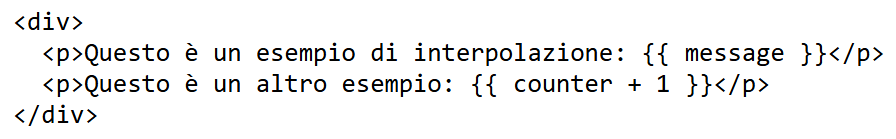 <div>
  <p>Questo è un esempio di interpolazione: {{ message }}</p>
  <p>Questo è un altro esempio: {{ counter + 1 }}</p>
</div>